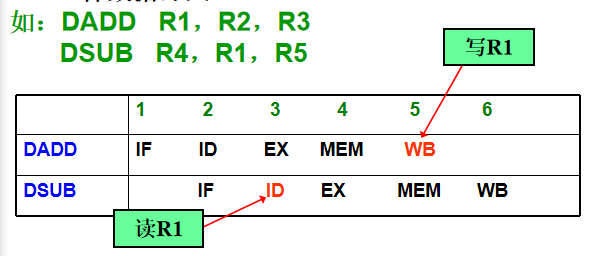 如：DADD R1，R2，R3
DSUB R4，R1，R5
写R1
1 2 3 4 5 6
DADD IF ID EX MEM WB
DSUB IF ID EX MEM WB
读R1